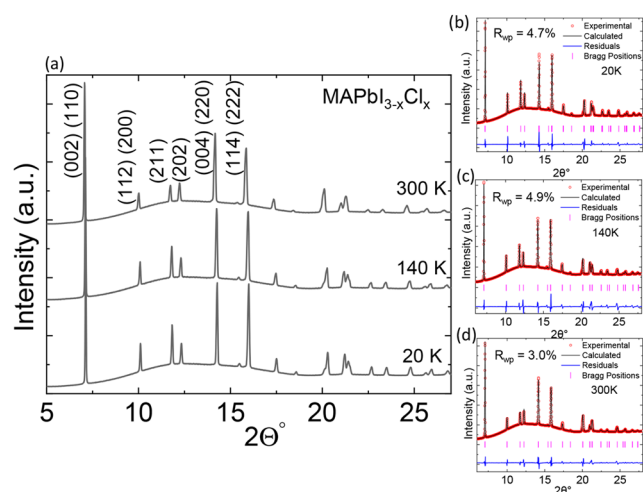 (a)
MAPbI3-xClx
(002) (110)
(112) (200)
(211)
(202)
(004) (220)
(114) (222)
300 K
140 K
20 K
Intensity (a.u.)
5 10 15 20 25
2Θ°
(b)
Rwp = 4.7%
Experimental
Calculated
Residuals
Bragg Positions
20K
Intensity (a.u.)
10 15 20 25
2θ°
(c)
Rwp = 4.9%
Experimental
Calculated
Residuals
Bragg Positions
140K
Intensity (a.u.)
10 15 20 25
2θ°
(d)
Rwp = 3.0%
Experimental
Calculated
Residuals
Bragg Positions
300K
Intensity (a.u.)
10 15 20 25
2θ°